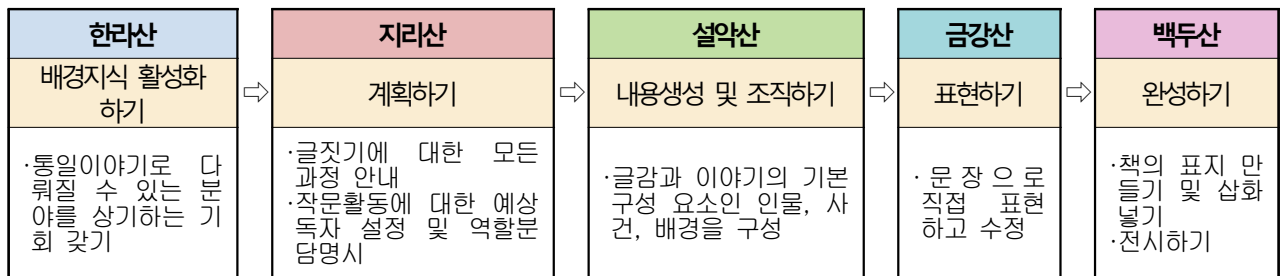 한라산
배경지식 활성화
하기
·통일이야기로 다
뤄질 수 있는 분
야를 상기하는 기
회 갖기
⇨
지리산
계획하기
·글짓기에 대한 모든
과정 안내
·작문활동에 대한 예상
독자 설정 및 역할분
담명시
⇨
설악산
내용생성 및 조직하기
·글감과 이야기의 기본
구성 요소인 인물, 사
건, 배경을 구성
⇨
금강산
표현하기
·문장으로
직접 표현
하고 수정
⇨
백두산
완성하기
·책의 표지 만
들기 및 삽화
넣기
·전시하기